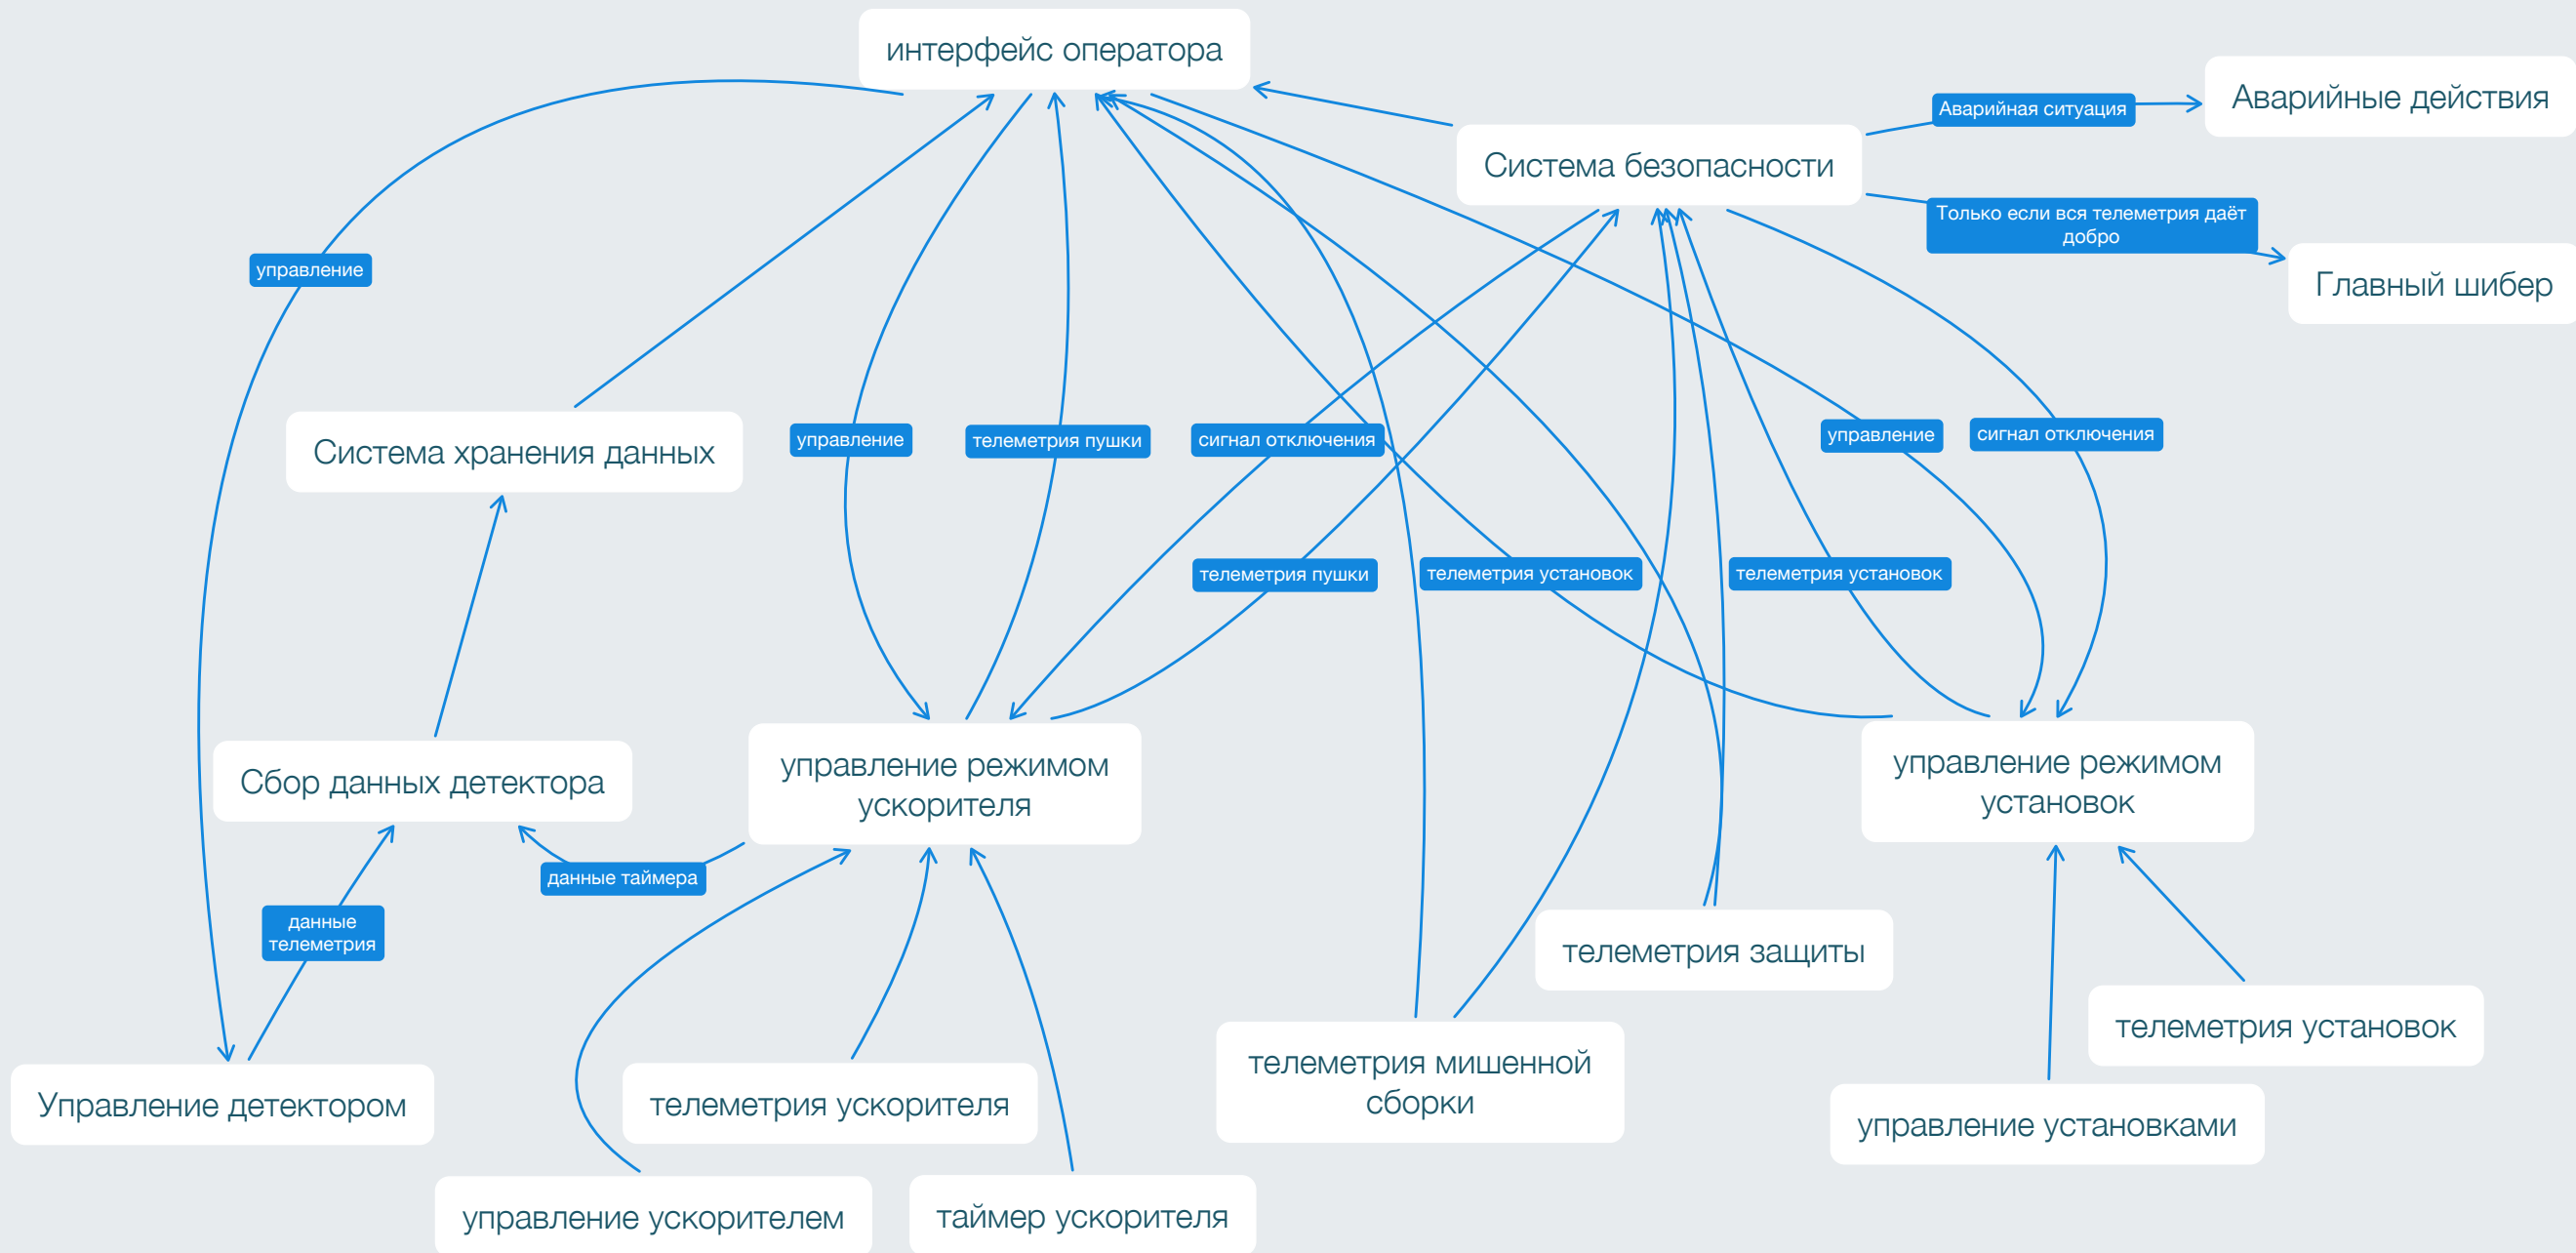 интерфейс оператора
Аварийные действия
Аварийная ситуация
Система безопасности
Только если вся телеметрия даёт
добро
управление
Главный шибер
управление
телеметрия пушки
сигнал отключения
управление
сигнал отключения
Система хранения данных
телеметрия пушки
телеметрия установок
телеметрия установок
Сбор данных детектора
управление режимом
ускорителя
управление режимом
установок
данные таймера
данные
телеметрия
телеметрия защиты
телеметрия установок
Управление детектором
телеметрия ускорителя
телеметрия мишенной
сборки
управление установками
управление ускорителем
таймер ускорителя